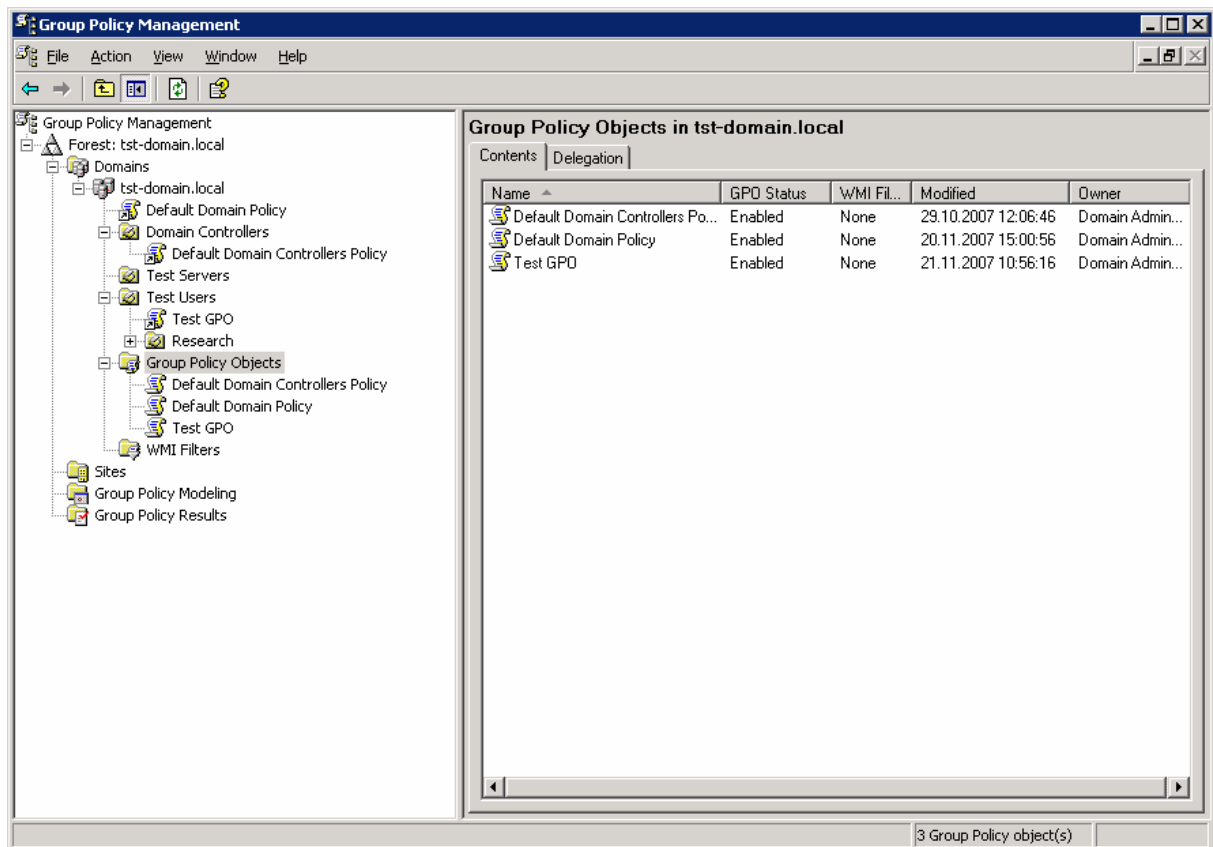 Group Policy Management
File Action View Window Help
Group Policy Management
Forest: tst-domain.local
Domains
tst-domain.local
Default Domain Policy
Domain Controllers
Default Domain Controllers Policy
Test Servers
Test Users
Test GPO
Research
Group Policy Objects
Default Domain Controllers Policy
Default Domain Policy
Test GPO
WMI Filters
Sites
Group Policy Modeling
Group Policy Results
Group Policy Objects in tst-domain.local
Contents Delegation
Name GPO Status WMI Fil... Modified Owner
Default Domain Controllers Po... Enabled None 29.10.2007 12:06:46 Domain Admin...
Default Domain Policy Enabled None 20.11.2007 15:00:56 Domain Admin...
Test GPO Enabled None 21.11.2007 10:56:16 Domain Admin...
3 Group Policy object(s)